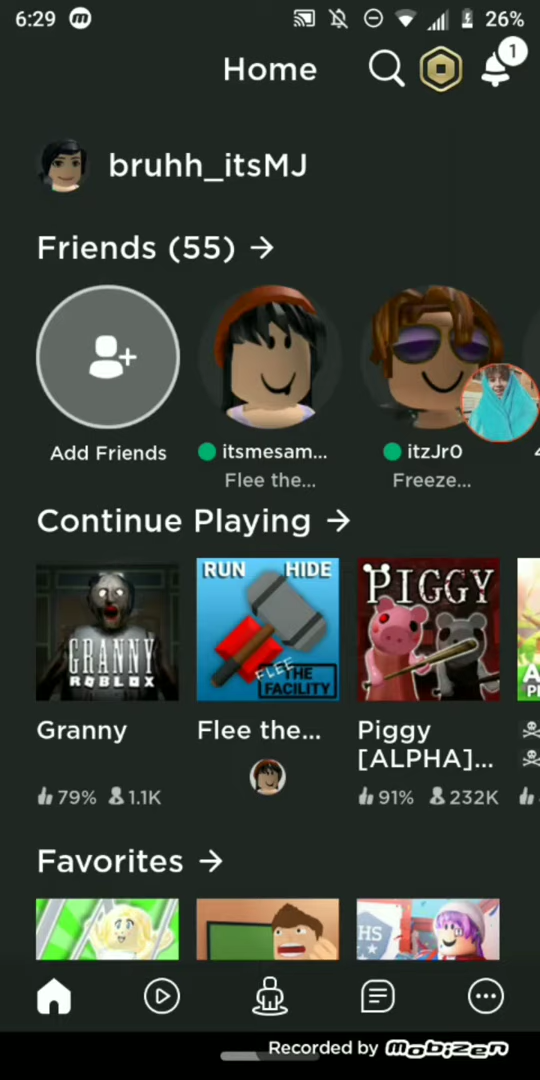 6:29 26%
Home
1
bruhh_itsMJ
Friends (55) →
Add Friends
itsmesam...
Flee the...
itzJr0
Freeze...
Continue Playing →
GRANNY
ROBLOX
RUN HIDE
FLEE
THE
FACILITY
PIGGY
Granny
Flee the...
Piggy
[ALPHA]...
79% 1.1K
91% 232K
Favorites →
HS
Recorded by mobizen